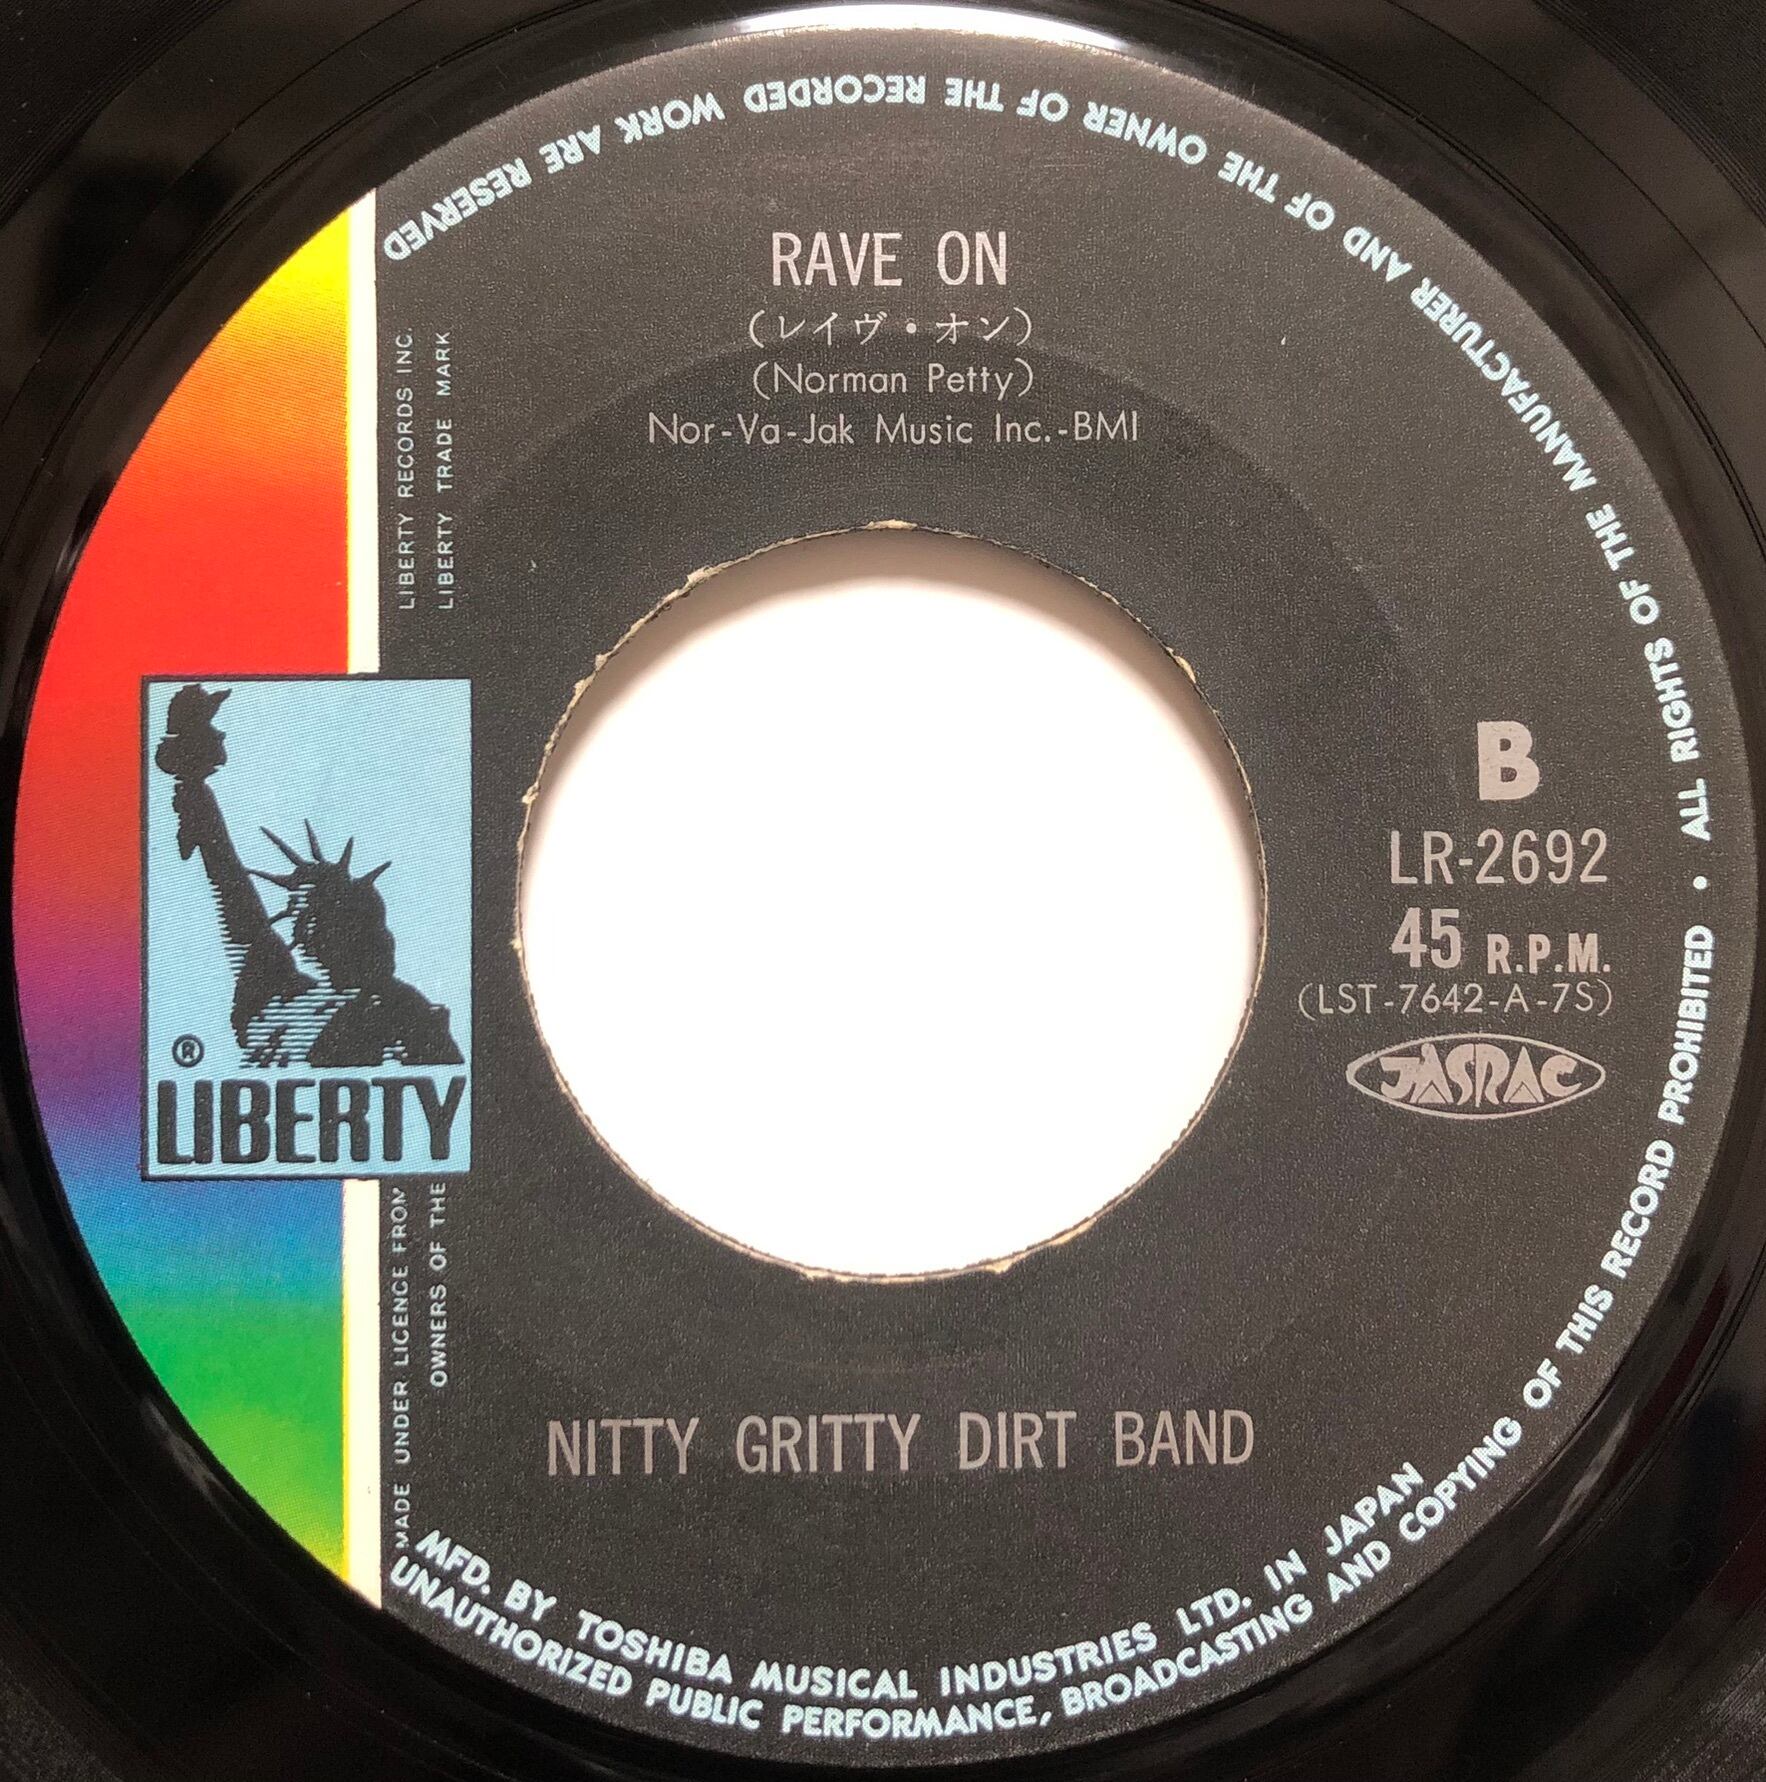 RAVE ON
(レイヴ・オン)
(Norman Petty)
Nor-Va-Jak Music Inc.-BMI
B
LR-2692
45 R.P.M.
(LST-7642-A-7S)
JASRAC
®
LIBERTY
NITTY GRITTY DIRT BAND
MADE UNDER LICENCE FROM LIBERTY RECORDS INC.
OWNERS OF THE LIBERTY TRADE MARK
MFD. BY TOSHIBA MUSICAL INDUSTRIES LTD. IN JAPAN
UNAUTHORIZED PUBLIC PERFORMANCE, BROADCASTING AND COPYING OF THIS RECORD PROHIBITED • ALL RIGHTS OF THE MANUFACTURER AND OF THE OWNER OF THE RECORDED WORK ARE RESERVED